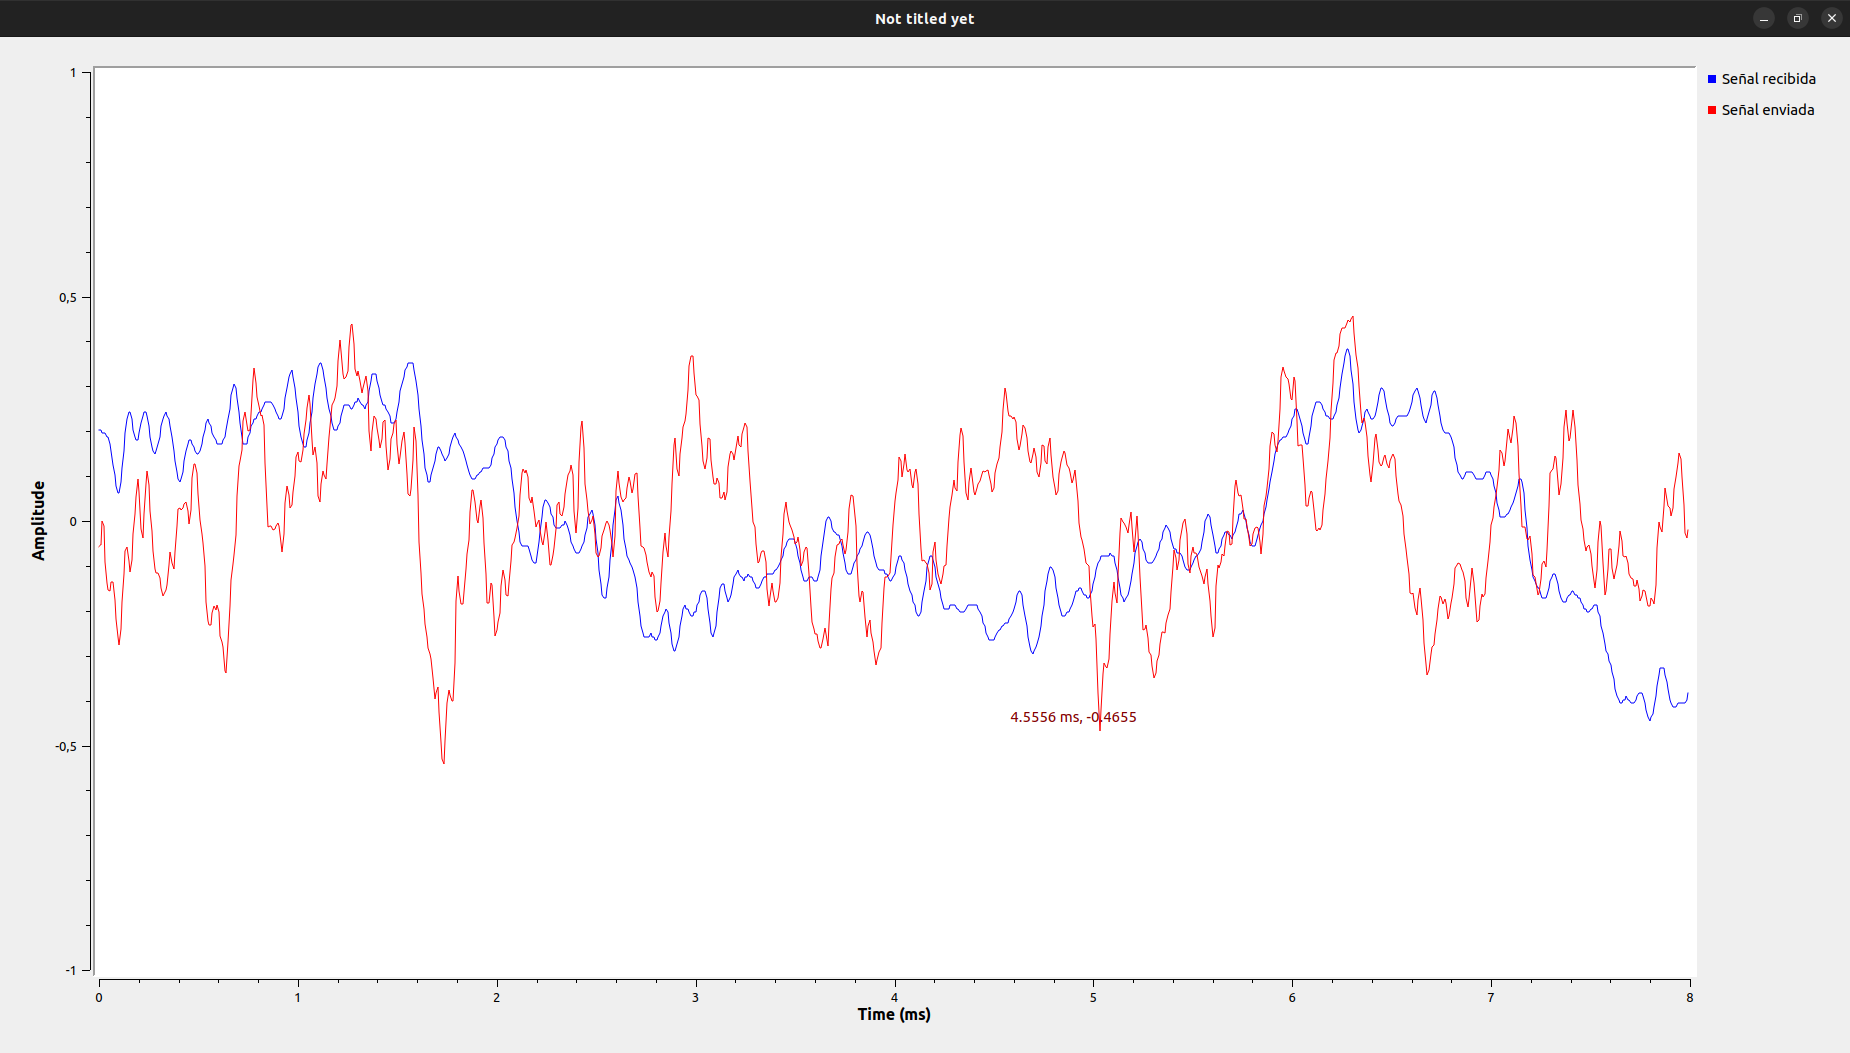 Not titled yet
Señal recibida
Señal enviada
1
0,5
0
-0,5
-1
Amplitude
4.5556 ms, -0.4655
0 1 2 3 4 5 6 7 8
Time (ms)